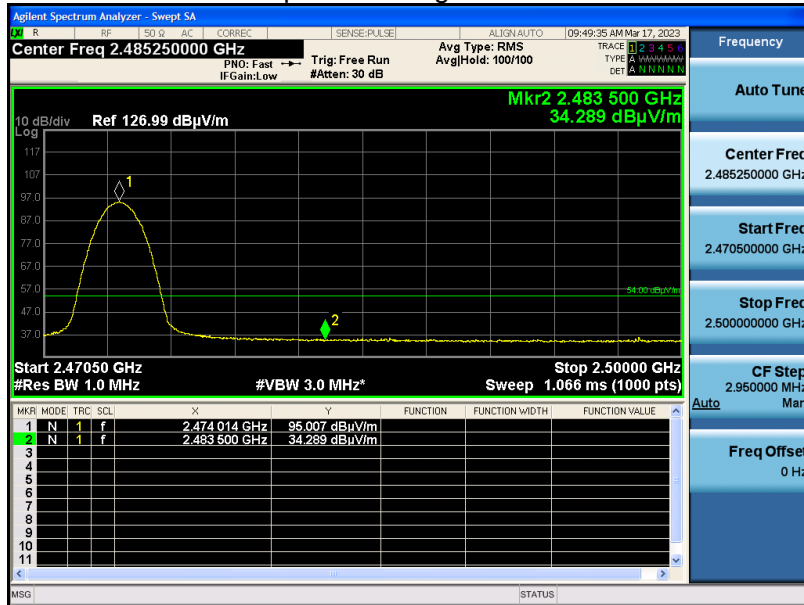 Agilent Spectrum Analyzer - Swept SA
LXI R RF 50 Ω AC CORREC SENSE:PULSE ALIGN AUTO 09:49:35 AM Mar 17, 2023
Center Freq 2.485250000 GHz
PNO: Fast
IFGain:Low
Trig: Free Run
#Atten: 30 dB
Avg Type: RMS
Avg|Hold: 100/100
TRACE 1 2 3 4 5 6
TYPE A WWWWW
DET A N N N N N
Frequency
Mkr2 2.483 500 GHz
34.289 dBµV/m
10 dB/div Ref 126.99 dBµV/m
Log
117
107
97.0
87.0
77.0
67.0
57.0
47.0
37.0
1
2
54.00 dBµV/m
Start 2.47050 GHz Stop 2.50000 GHz
#Res BW 1.0 MHz #VBW 3.0 MHz* Sweep 1.066 ms (1000 pts)
MKR MODE TRC SCL X Y FUNCTION FUNCTION WIDTH FUNCTION VALUE
1 N 1 f 2.474 014 GHz 95.007 dBµV/m
2 N 1 f 2.483 500 GHz 34.289 dBµV/m
3
4
5
6
7
8
9
10
11
MSG STATUS
Auto Tune
Center Freq
2.485250000 GHz
Start Freq
2.470500000 GHz
Stop Freq
2.500000000 GHz
CF Step
2.950000 MHz
Auto Man
Freq Offset
0 Hz